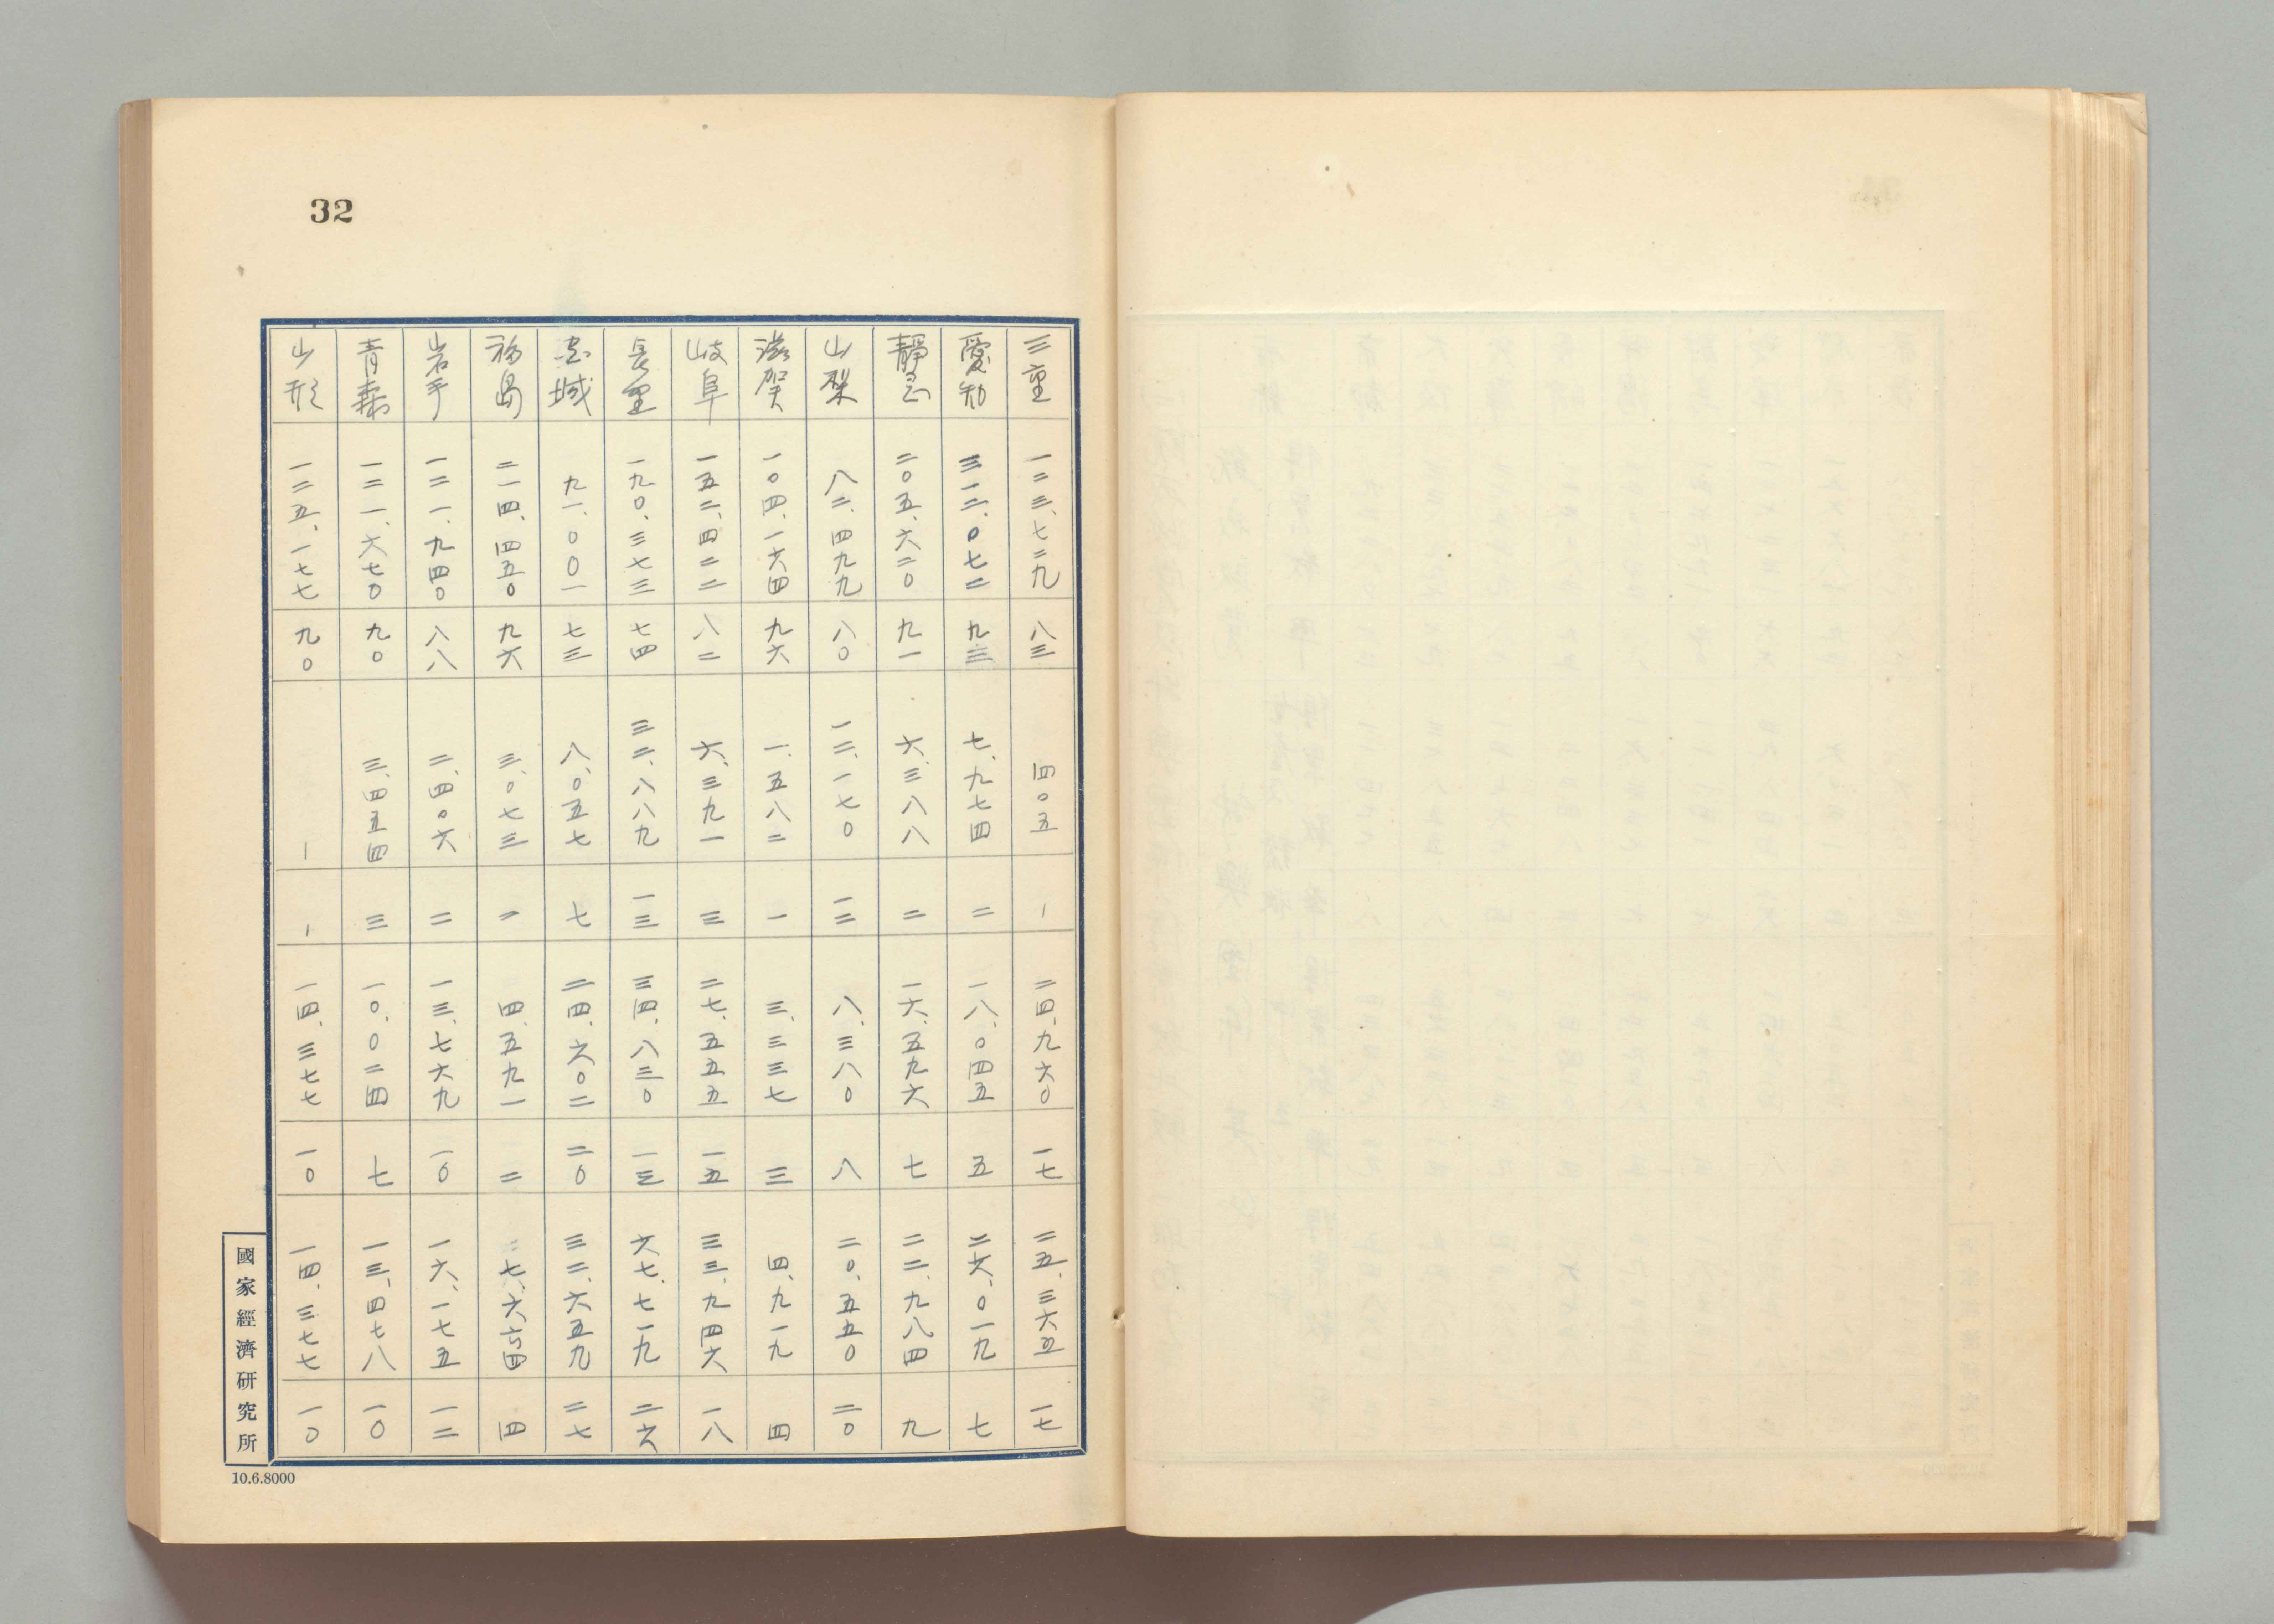 32
三重 一二三、七二九 八三 四〇五 — 二四、九六〇 一七 二五、三六五 一七
愛知 三一二、〇七二 九三 七、九七四 二 一八、〇四五 五 二六、〇一九 七
靜岡 二〇五、六二〇 九一 六、三八八 二 一六、五九六 七 二二、九八四 九
山梨 八二、四九九 八〇 一二、一七〇 一二 八、三八〇 八 二〇、五五〇 二〇
滋賀 一〇四、一六四 九六 一、五八二 一 三、三三七 三 四、九一九 四
岐阜 一五二、四二二 八二 六、三九一 三 二七、五五五 一五 三三、九四六 一八
長野 一九〇、三七三 七四 三二、八八九 一三 三四、八三〇 一三 六七、七一九 二六
宮城 九一、〇〇一 七三 八、〇五七 七 二四、六〇二 二〇 三二、六五九 二七
福島 二一四、四五〇 九六 三、〇七三 二 四、五九一 二 七、六六四 四
岩手 一二一、九四〇 八八 二、四〇六 二 一三、七六九 一〇 一六、一七五 一二
青森 一二一、六七〇 九〇 三、四五四 三 一〇、〇二四 七 一三、四七八 一〇
山形 一二五、一七七 九〇 — — 一四、三七七 一〇 一四、三七七 一〇
國家經濟研究所
10.6.8000